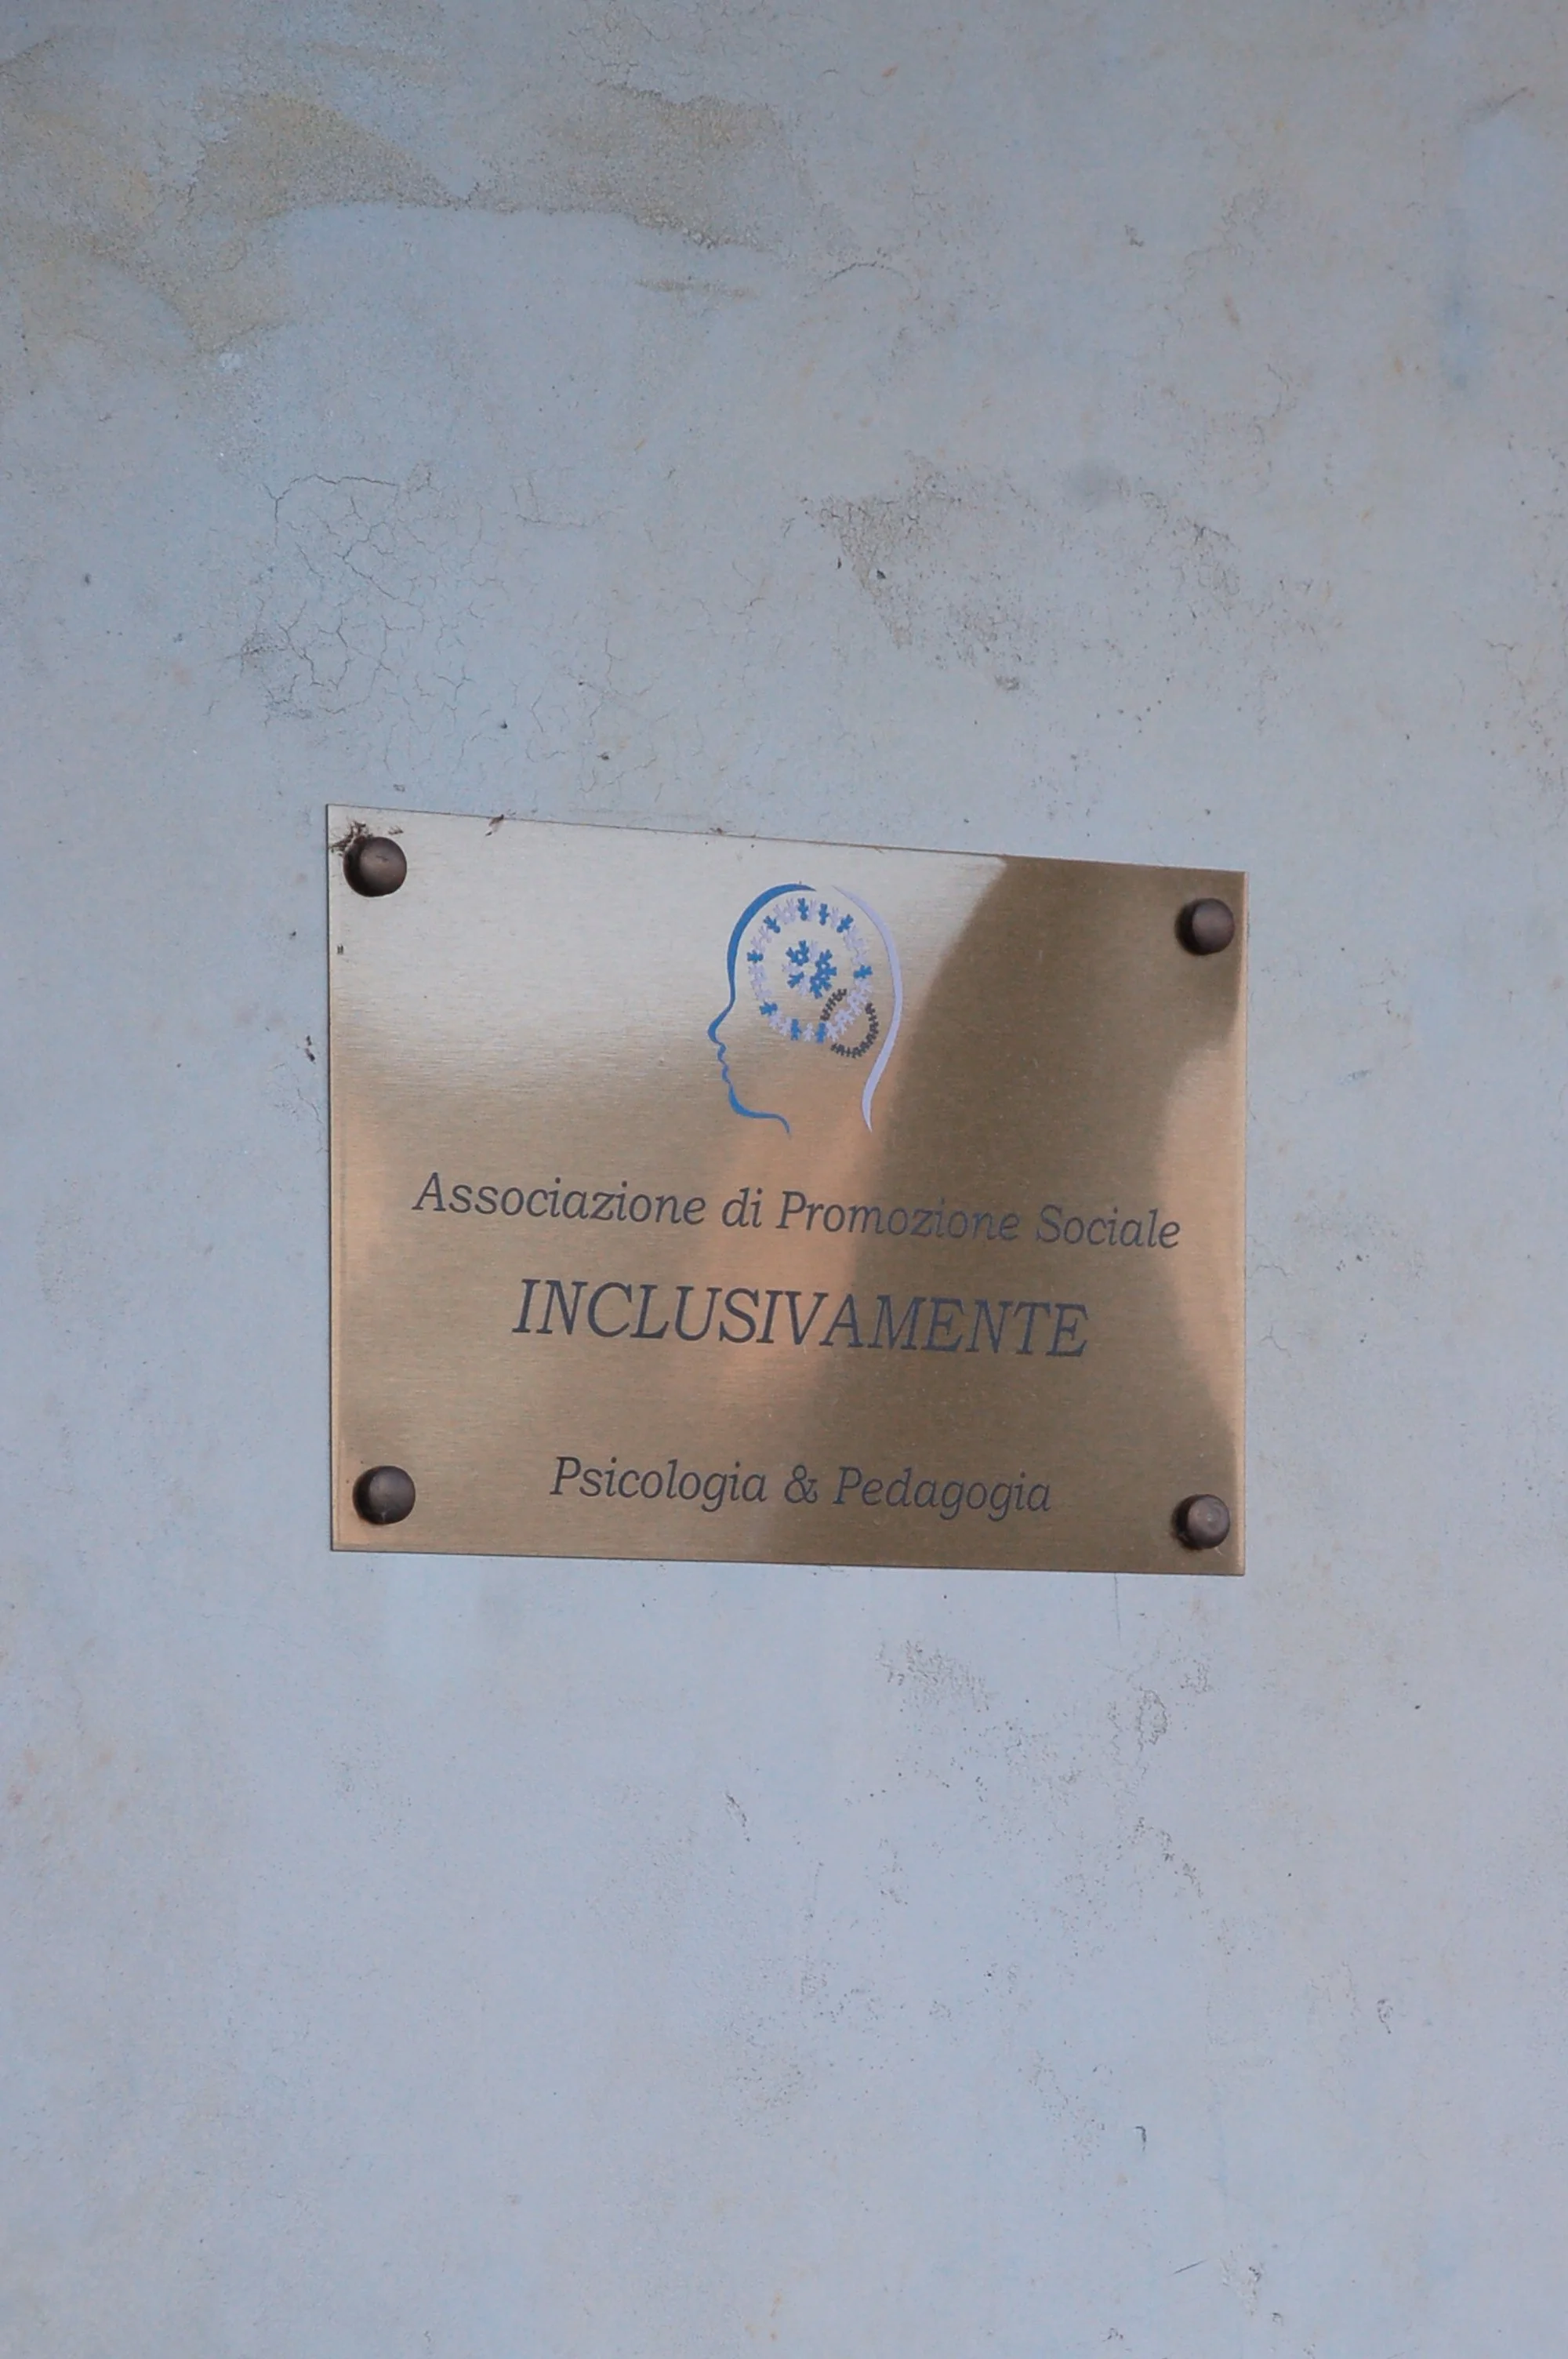 Associazione di Promozione Sociale
INCLUSIVAMENTE
Psicologia & Pedagogia